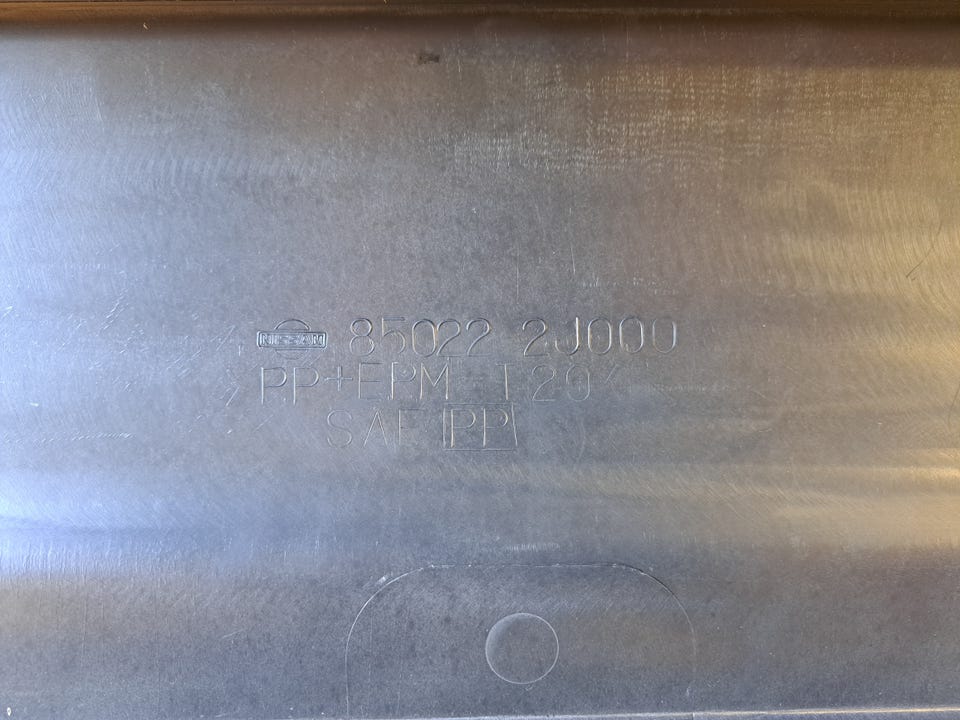 NISSAN 85022 2J000
PP+EPM-T20
SAE PP